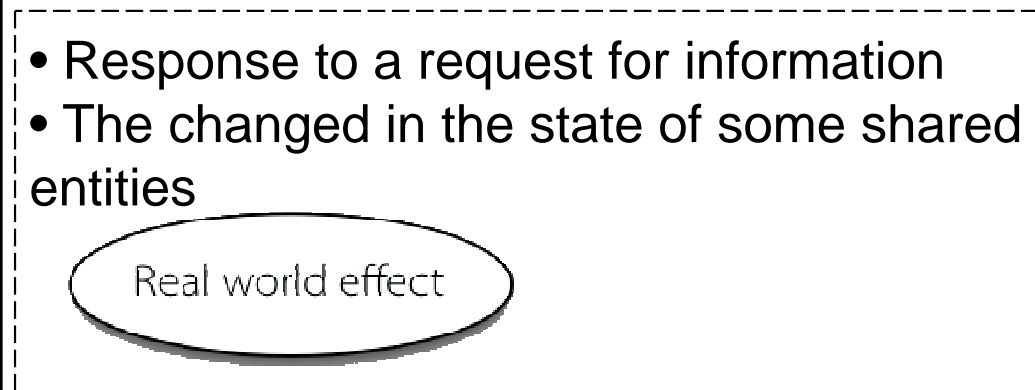 • Response to a request for information
• The changed in the state of some shared
entities
Real world effect